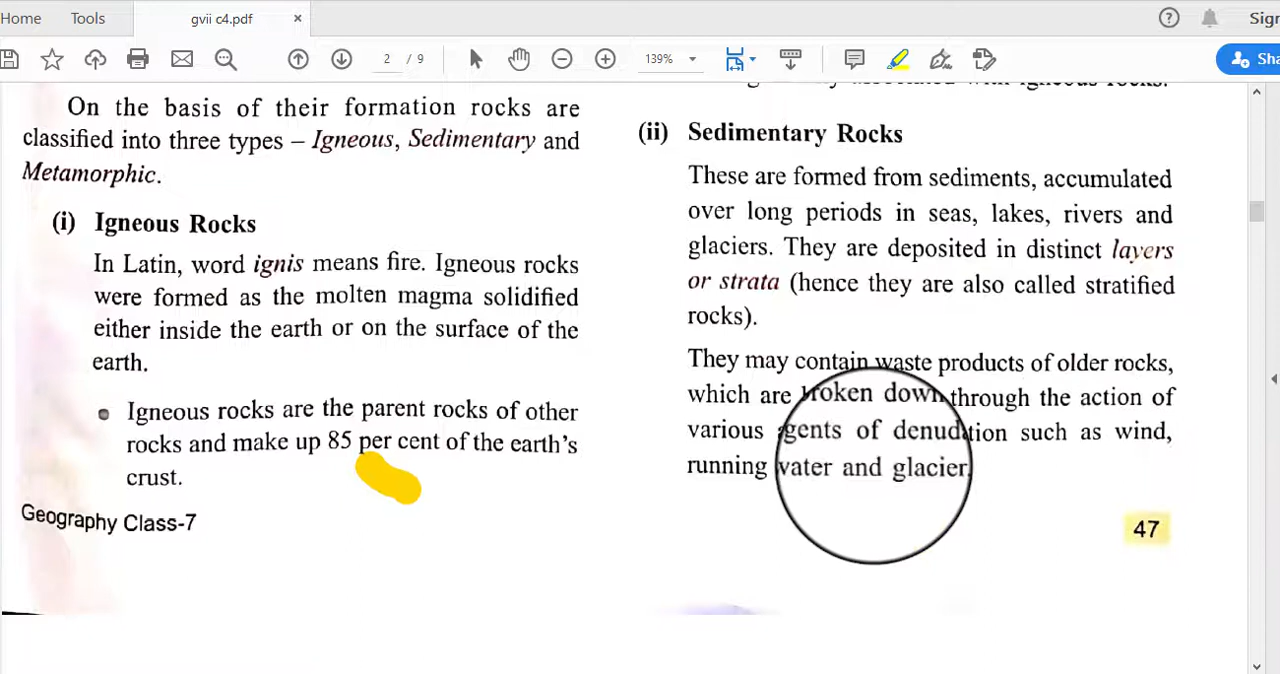 Home
Tools
gvii c4.pdf
×
?
Sign
2 / 9
139%
Sha
On the basis of their formation rocks are
classified into three types – Igneous, Sedimentary and
Metamorphic.
(i) Igneous Rocks
In Latin, word ignis means fire. Igneous rocks
were formed as the molten magma solidified
either inside the earth or on the surface of the
earth.
Igneous rocks are the parent rocks of other
rocks and make up 85 per cent of the earth's
crust.
Geography Class-7
associated with igneous rocks.
(ii) Sedimentary Rocks
These are formed from sediments, accumulated
over long periods in seas, lakes, rivers and
glaciers. They are deposited in distinct layers
or strata (hence they are also called stratified
rocks).
They may contain waste products of older rocks,
which are broken down through the action of
various agents of denudation such as wind,
running water and glacier.
47